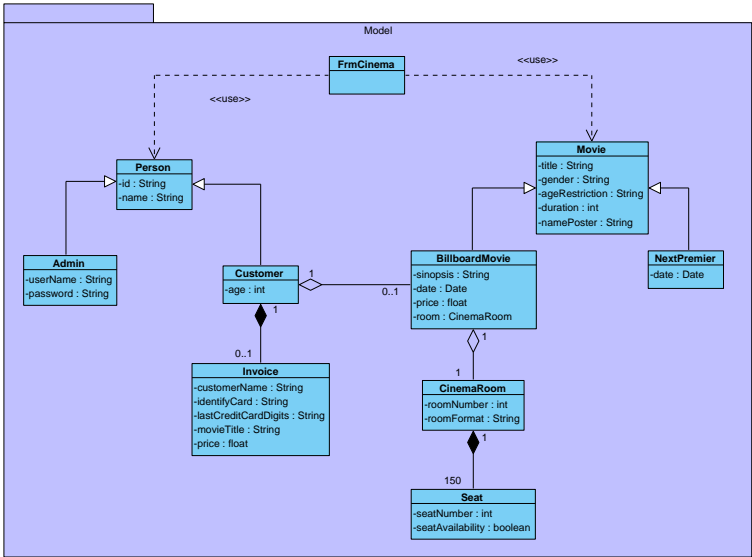 Model
FrmCinema
<<use>>
<<use>>
Person
-id : String
-name : String
Movie
-title : String
-gender : String
-ageRestriction : String
-duration : int
-namePoster : String
Admin
-userName : String
-password : String
Customer
-age : int
1
0..1
BillboardMovie
-sinopsis : String
-date : Date
-price : float
-room : CinemaRoom
NextPremier
-date : Date
1
0..1
Invoice
-customerName : String
-identifyCard : String
-lastCreditCardDigits : String
-movieTitle : String
-price : float
1
1
CinemaRoom
-roomNumber : int
-roomFormat : String
1
150
Seat
-seatNumber : int
-seatAvailability : boolean